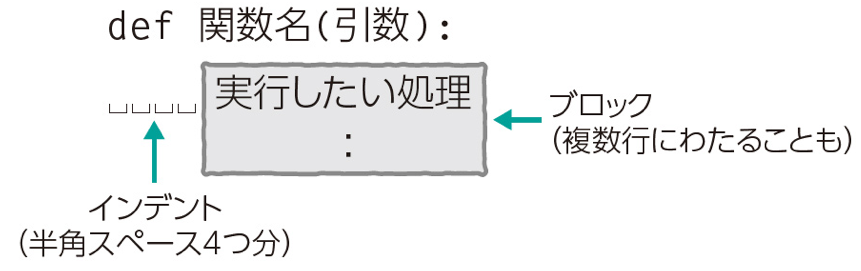 def 関数名(引数):
␣␣␣␣実行したい処理
:
ブロック
(複数行にわたることも)
インデント
(半角スペース4つ分)